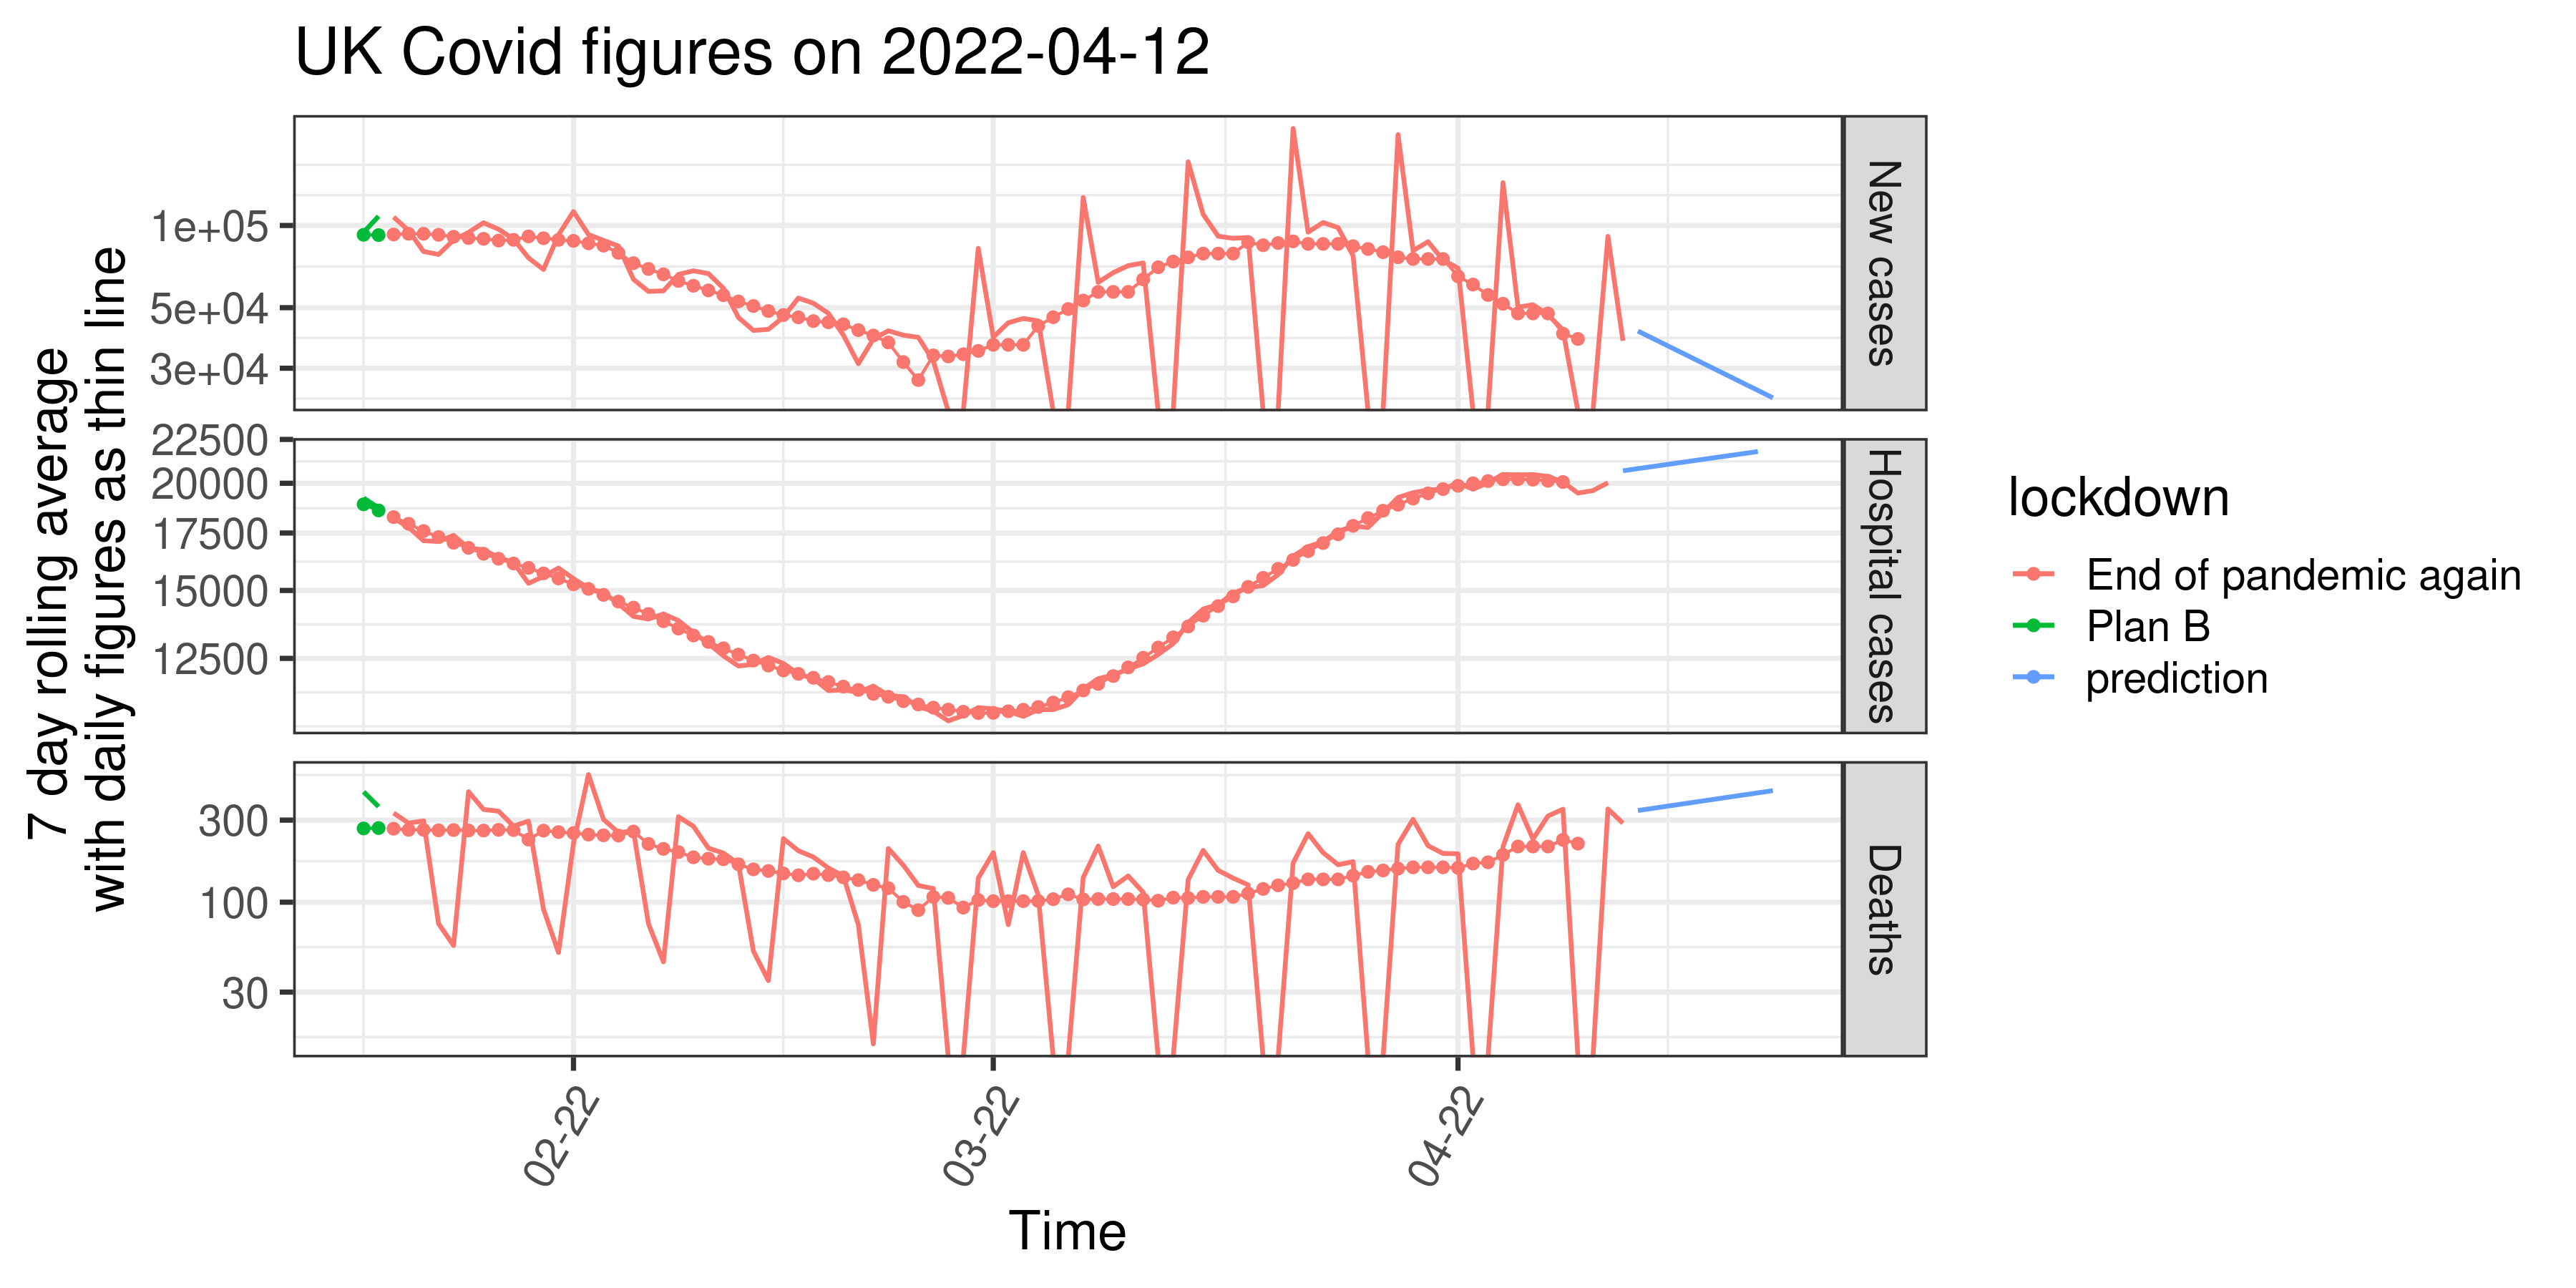 UK Covid figures on 2022-04-12
7 day rolling average
with daily figures as thin line
1e+05
5e+04
3e+04
New cases
22500
20000
17500
15000
12500
Hospital cases
300
100
30
Deaths
02-22
03-22
04-22
Time
lockdown
End of pandemic again
Plan B
prediction